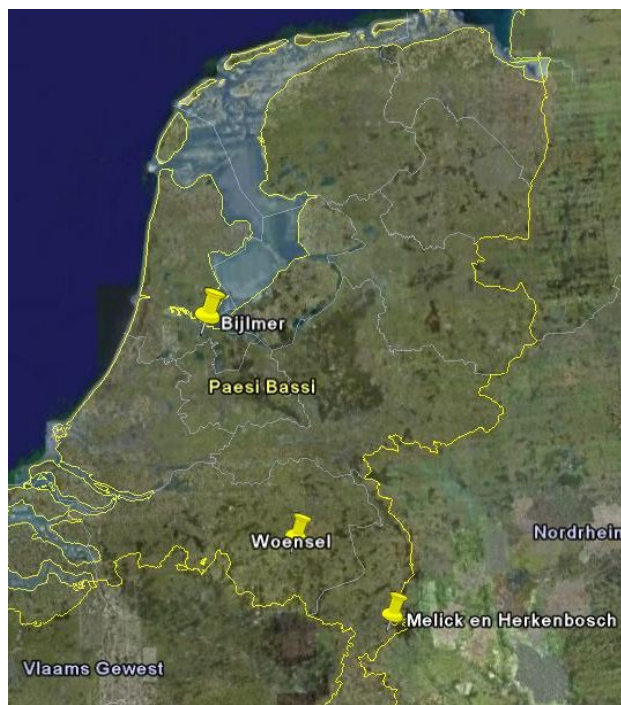 Bijlmer
Paesi Bassi
Woensel
Nordrhein
Melick en Herkenbosch
Vlaams Gewest